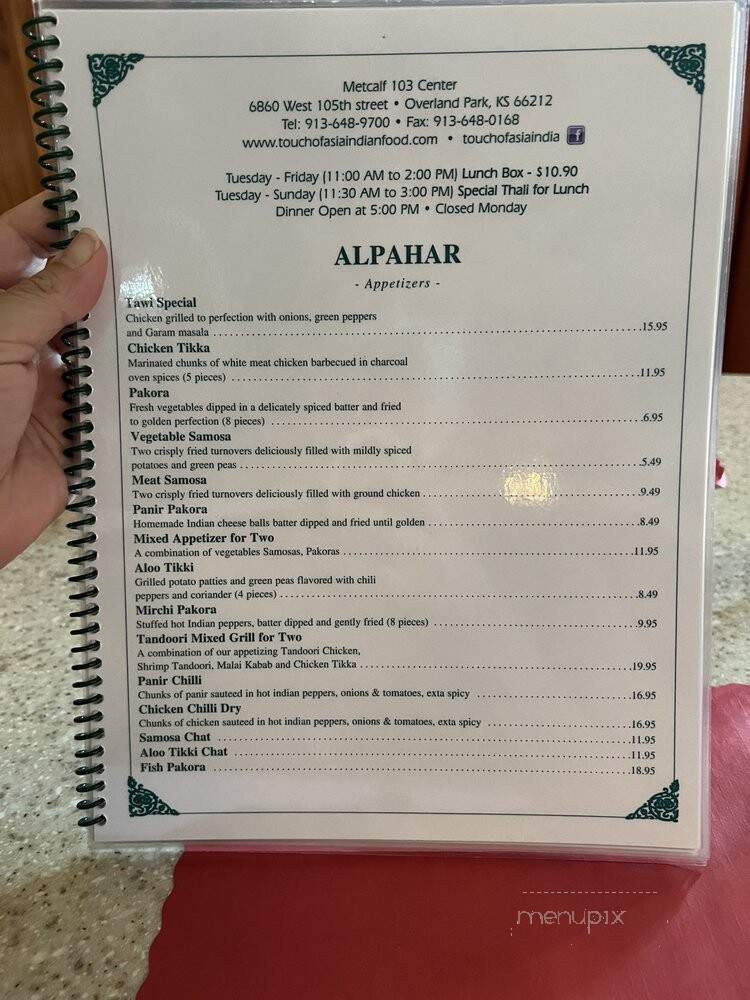 Metcalf 103 Center
6860 West 105th street • Overland Park, KS 66212
Tel: 913-648-9700 • Fax: 913-648-0168
www.touchofasiaindianfood.com • touchofasiaindia f
Tuesday - Friday (11:00 AM to 2:00 PM) Lunch Box - $10.90
Tuesday - Sunday (11:30 AM to 3:00 PM) Special Thali for Lunch
Dinner Open at 5:00 PM • Closed Monday
ALPAHAR
- Appetizers -
Tawi Special
Chicken grilled to perfection with onions, green peppers
and Garam masala ........ 15.95
Chicken Tikka
Marinated chunks of white meat chicken barbecued in charcoal
oven spices (5 pieces) ........ 11.95
Pakora
Fresh vegetables dipped in a delicately spiced batter and fried
to golden perfection (8 pieces) ........ 6.95
Vegetable Samosa
Two crisply fried turnovers deliciously filled with mildly spiced
potatoes and green peas ........ 5.49
Meat Samosa
Two crisply fried turnovers deliciously filled with ground chicken ........ 9.49
Panir Pakora
Homemade Indian cheese balls batter dipped and fried until golden ........ 8.49
Mixed Appetizer for Two
A combination of vegetables Samosas, Pakoras ........ 11.95
Aloo Tikki
Grilled potato patties and green peas flavored with chili
peppers and coriander (4 pieces) ........ 8.49
Mirchi Pakora
Stuffed hot Indian peppers, batter dipped and gently fried (8 pieces) ........ 9.95
Tandoori Mixed Grill for Two
A combination of our appetizing Tandoori Chicken,
Shrimp Tandoori, Malai Kabab and Chicken Tikka ........ 19.95
Panir Chilli
Chunks of panir sauteed in hot indian peppers, onions & tomatoes, exta spicy ........ 16.95
Chicken Chilli Dry
Chunks of chicken sauteed in hot indian peppers, onions & tomatoes, exta spicy ........ 16.95
Samosa Chat ........ 11.95
Aloo Tikki Chat ........ 11.95
Fish Pakora ........ 18.95
menupix